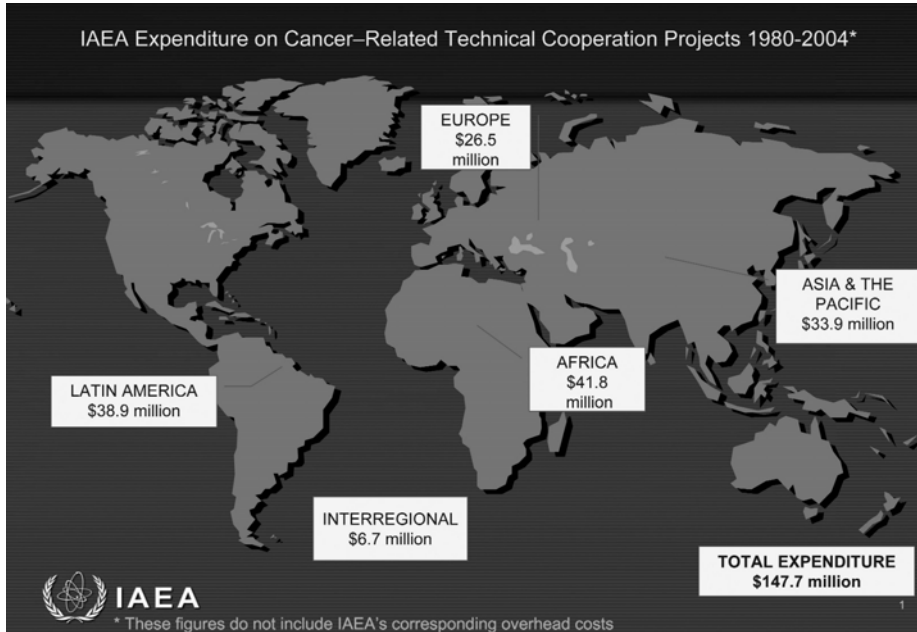 IAEA Expenditure on Cancer–Related Technical Cooperation Projects 1980-2004*
EUROPE
$26.5
million
ASIA & THE
PACIFIC
$33.9 million
AFRICA
$41.8
million
LATIN AMERICA
$38.9 million
INTERREGIONAL
$6.7 million
TOTAL EXPENDITURE
$147.7 million
IAEA
1
* These figures do not include IAEA's corresponding overhead costs